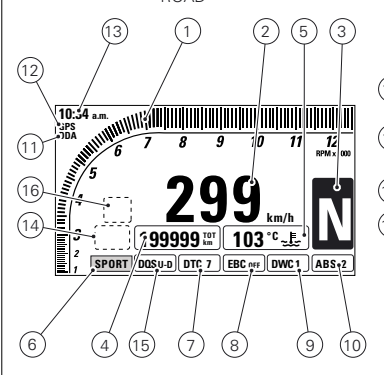 ROAD
13 1 2 5 3
12
11
16
14
6 4 15 7 8 9 10
10:34 a.m.
GPS
DDA
1 2 3 4 5 6 7 8 9 10 11 12
RPM x 1000
299 km/h
N
199999 TOT km
103 °C
SPORT DQS U-D DTC 7 EBC OFF DWC 1 ABS 2